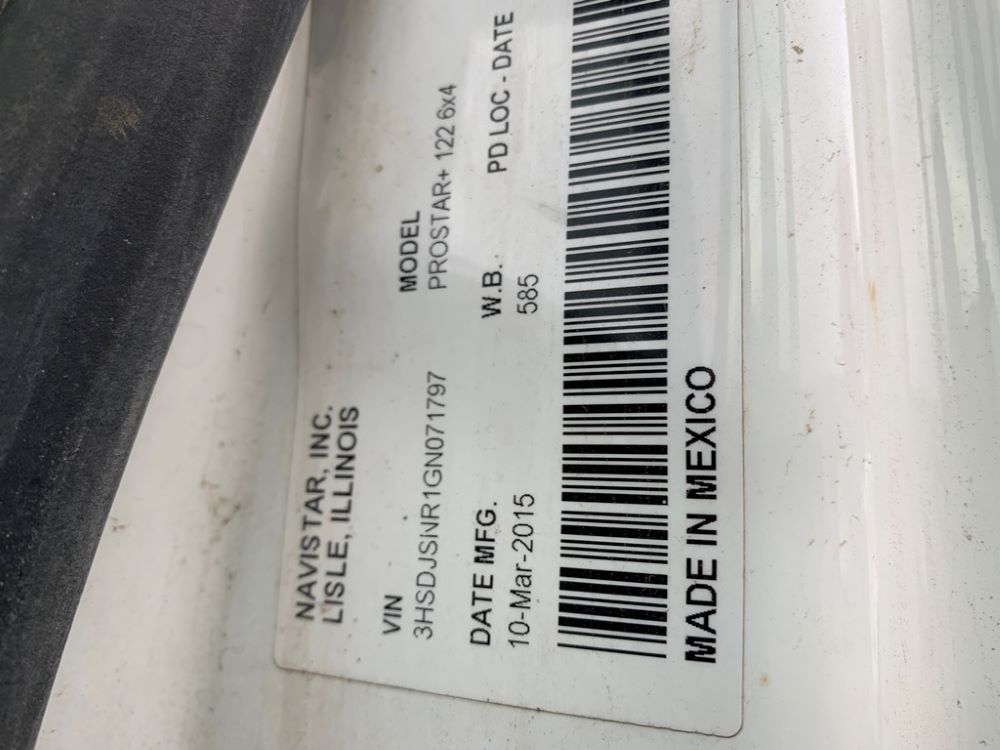 NAVISTAR, INC.
LISLE, ILLINOIS
VIN MODEL
3HSDJSNR1GN071797 PROSTAR+ 122 6x4
DATE MFG. W.B. PD LOC - DATE
10-Mar-2015 585
MADE IN MEXICO